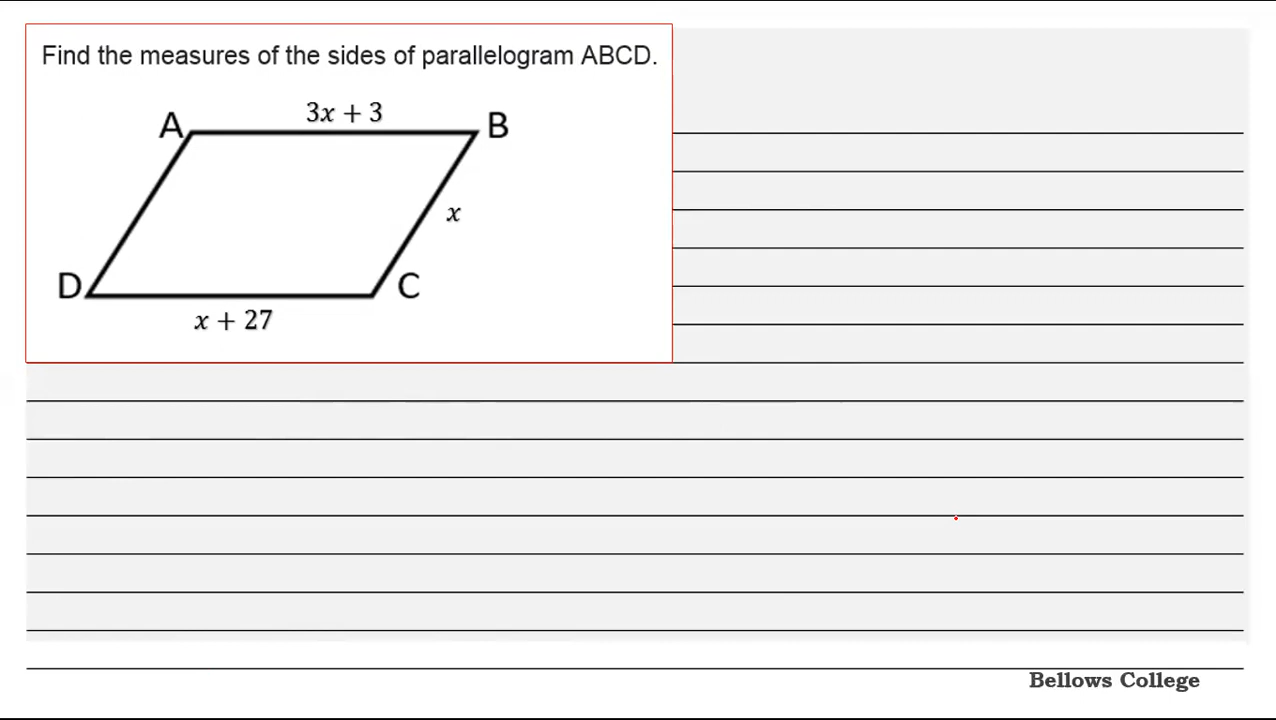 Find the measures of the sides of parallelogram ABCD.
3x + 3
A B
x
D C
x + 27
Bellows College